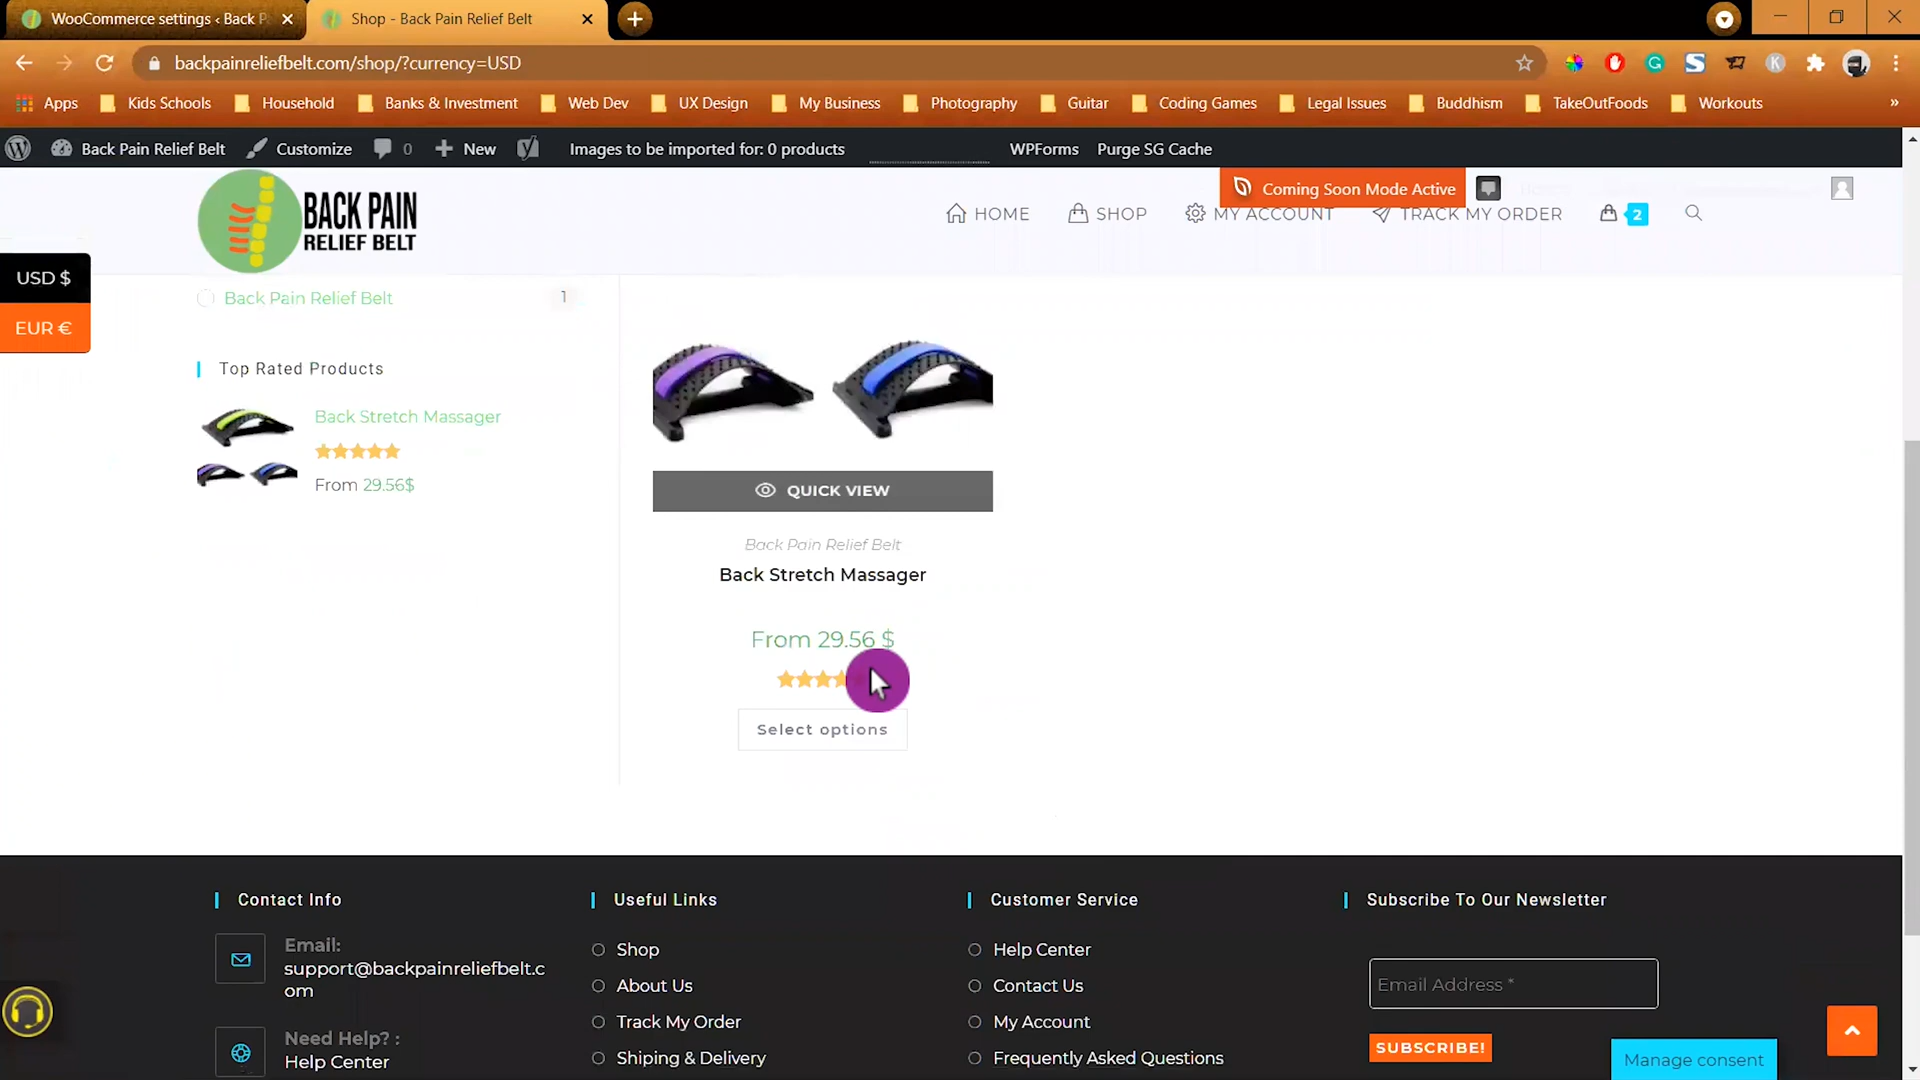 WooCommerce settings ‹ Back P
Shop - Back Pain Relief Belt
backpainreliefbelt.com/shop/?currency=USD
Apps
Kids Schools
Household
Banks & Investment
Web Dev
UX Design
My Business
Photography
Guitar
Coding Games
Legal Issues
Buddhism
TakeOutFoods
Workouts
»
Back Pain Relief Belt
Customize
0
New
Images to be imported for: 0 products
WPForms
Purge SG Cache
Coming Soon Mode Active
BACK PAIN
RELIEF BELT
HOME
SHOP
MY ACCOUNT
TRACK MY ORDER
2
USD $
EUR €
Back Pain Relief Belt
1
Top Rated Products
Back Stretch Massager
From 29.56$
QUICK VIEW
Back Pain Relief Belt
Back Stretch Massager
From 29.56 $
Select options
Contact Info
Email:
support@backpainreliefbelt.c
om
Need Help? :
Help Center
Useful Links
Shop
About Us
Track My Order
Shiping & Delivery
Customer Service
Help Center
Contact Us
My Account
Frequently Asked Questions
Subscribe To Our Newsletter
Email Address *
SUBSCRIBE!
Manage consent